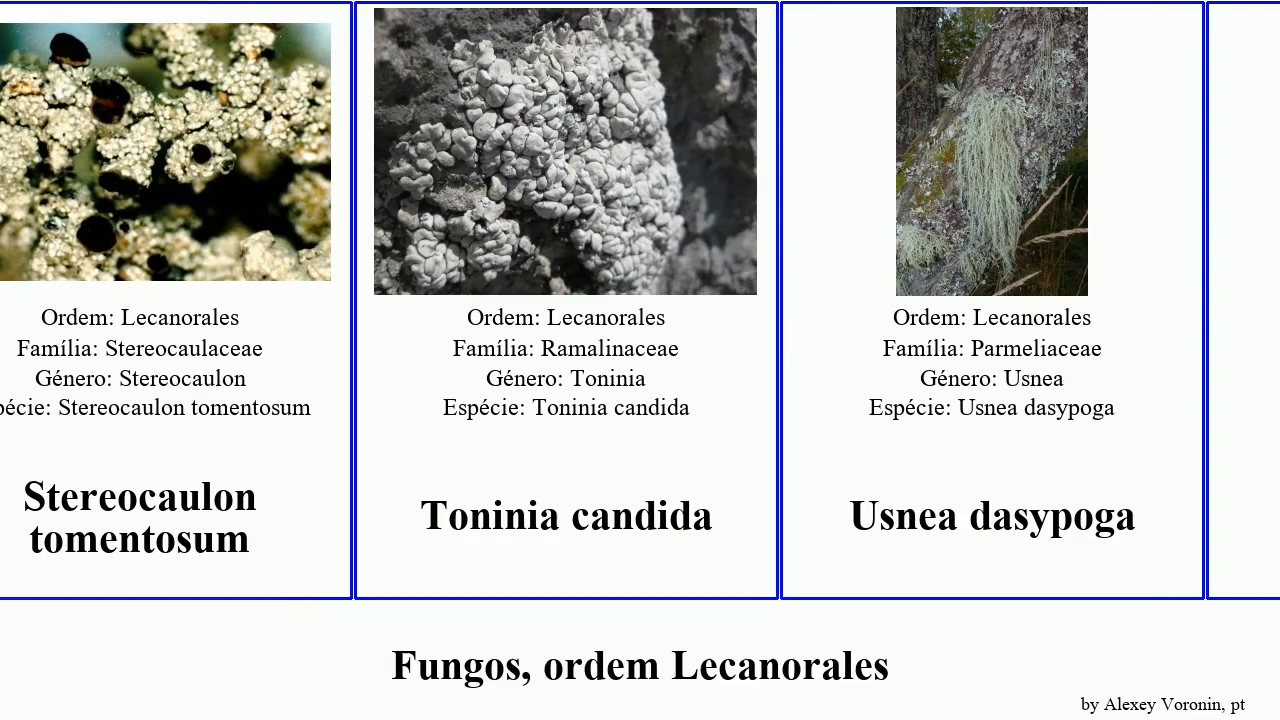 Ordem: Lecanorales
Família: Stereocaulaceae
Género: Stereocaulon
pécie: Stereocaulon tomentosum
Stereocaulon
tomentosum
Ordem: Lecanorales
Família: Ramalinaceae
Género: Toninia
Espécie: Toninia candida
Toninia candida
Ordem: Lecanorales
Família: Parmeliaceae
Género: Usnea
Espécie: Usnea dasypoga
Usnea dasypoga
Fungos, ordem Lecanorales
by Alexey Voronin, pt